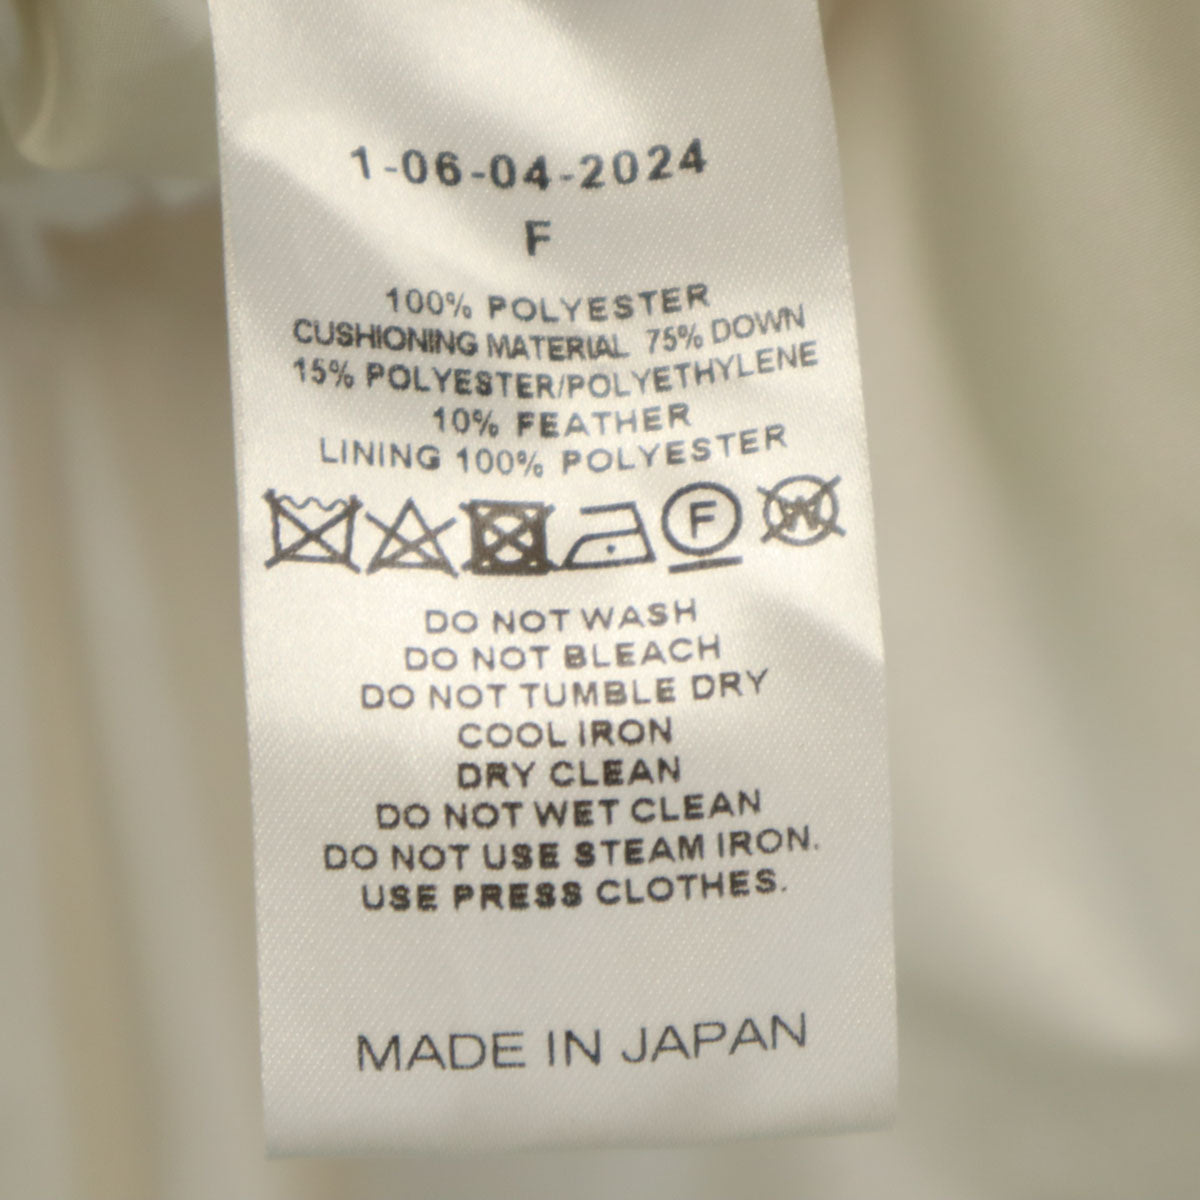 1-06-04-2024
F
100% POLYESTER
CUSHIONING MATERIAL 75% DOWN
15% POLYESTER/POLYETHYLENE
10% FEATHER
LINING 100% POLYESTER
F W
DO NOT WASH
DO NOT BLEACH
DO NOT TUMBLE DRY
COOL IRON
DRY CLEAN
DO NOT WET CLEAN
DO NOT USE STEAM IRON.
USE PRESS CLOTHES.
MADE IN JAPAN